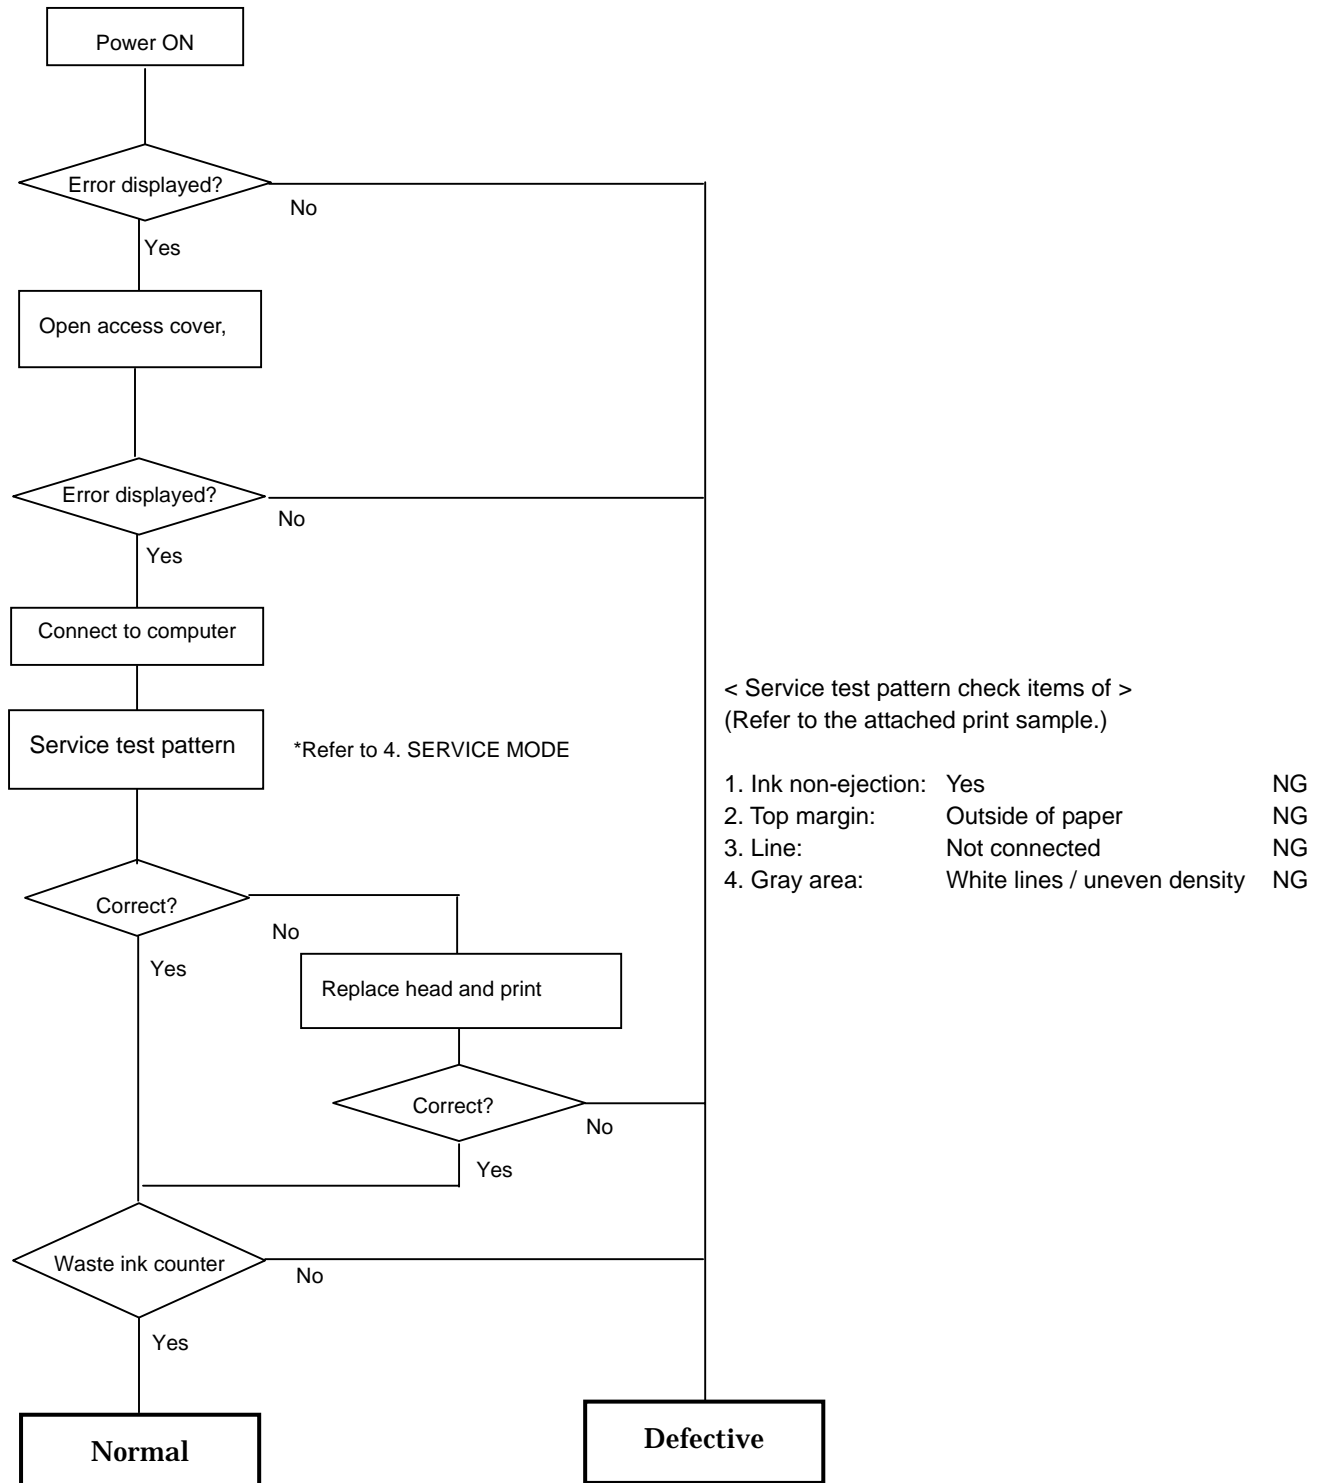 Power ON
Error displayed?
No
Yes
Open access cover,
Error displayed?
No
Yes
Connect to computer
Service test pattern
*Refer to 4. SERVICE MODE
< Service test pattern check items of >
(Refer to the attached print sample.)
1. Ink non-ejection: Yes NG
2. Top margin: Outside of paper NG
3. Line: Not connected NG
4. Gray area: White lines / uneven density NG
Correct?
No
Yes
Replace head and print
Correct?
No
Yes
Waste ink counter
No
Yes
Normal
Defective